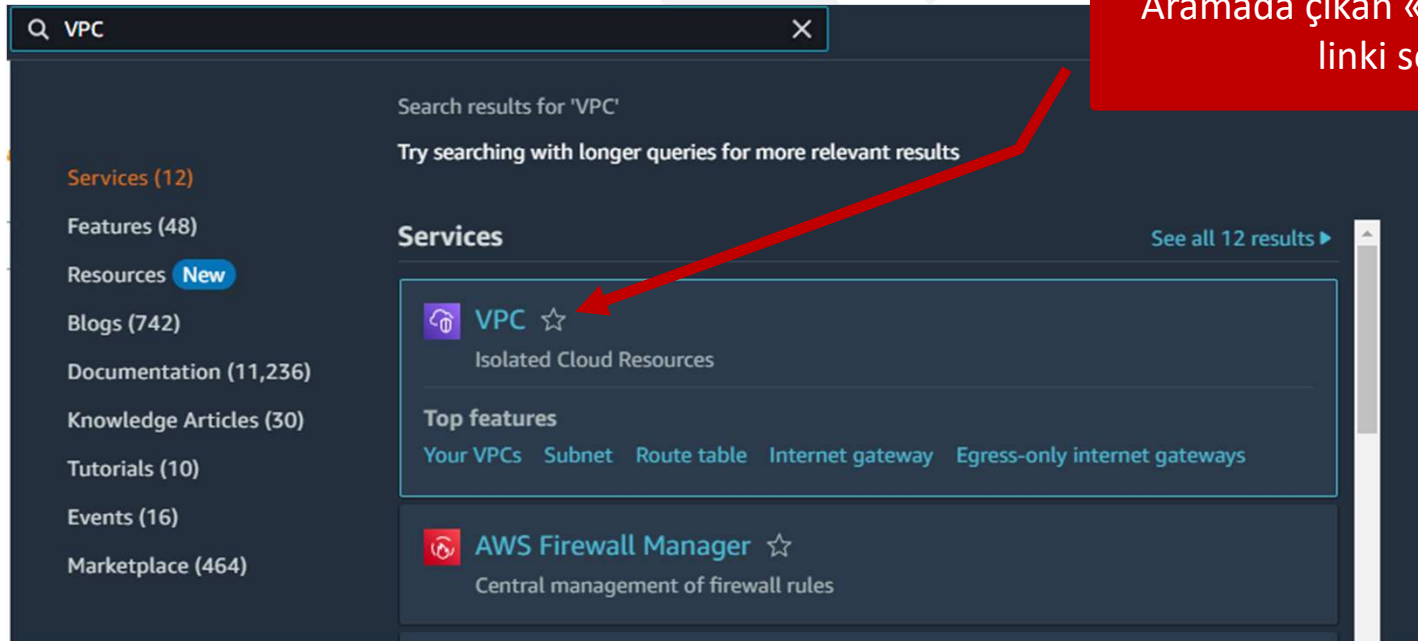 VPC
Aramada çıkan «
linki
Search results for 'VPC'
Try searching with longer queries for more relevant results
Services (12)
Features (48)
Resources New
Blogs (742)
Documentation (11,236)
Knowledge Articles (30)
Tutorials (10)
Events (16)
Marketplace (464)
Services
See all 12 results
VPC
Isolated Cloud Resources
Top features
Your VPCs Subnet Route table Internet gateway Egress-only internet gateways
AWS Firewall Manager
Central management of firewall rules